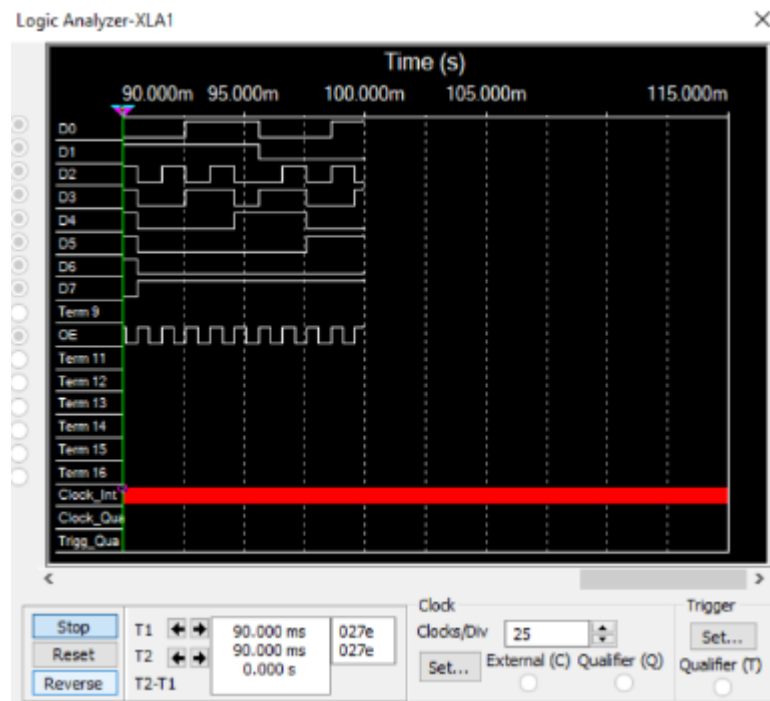 Logic Analyzer-XLA1
Time (s)
90.000m 95.000m 100.000m 105.000m 115.000m
D0
D1
D2
D3
D4
D5
D6
D7
Term 9
OE
Term 11
Term 12
Term 13
Term 14
Term 15
Term 16
Clock_Int
Clock_Qua
Trigg_Qua
Stop
Reset
Reverse
T1
T2
T2-T1
90.000 ms
90.000 ms
0.000 s
027e
027e
Clock
Clocks/Div 25
Set... External (C) Qualifier (Q)
Trigger
Set...
Qualifier (T)